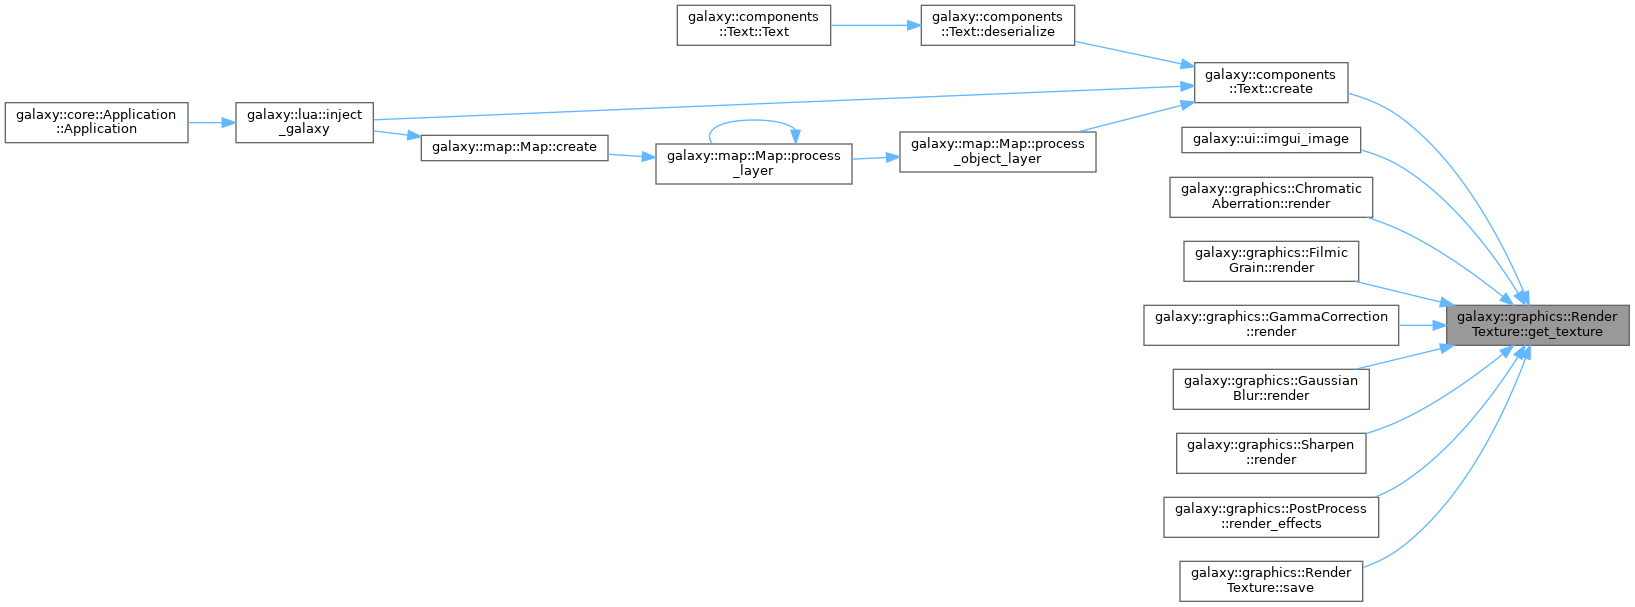 galaxy::components
::Text::Text
galaxy::components
::Text::deserialize
galaxy::components
::Text::create
galaxy::core::Application
::Application
galaxy::lua::inject
_galaxy
galaxy::map::Map::create
galaxy::map::Map::process
_layer
galaxy::map::Map::process
_object_layer
galaxy::ui::imgui_image
galaxy::graphics::Chromatic
Aberration::render
galaxy::graphics::Filmic
Grain::render
galaxy::graphics::GammaCorrection
::render
galaxy::graphics::Render
Texture::get_texture
galaxy::graphics::Gaussian
Blur::render
galaxy::graphics::Sharpen
::render
galaxy::graphics::PostProcess
::render_effects
galaxy::graphics::Render
Texture::save